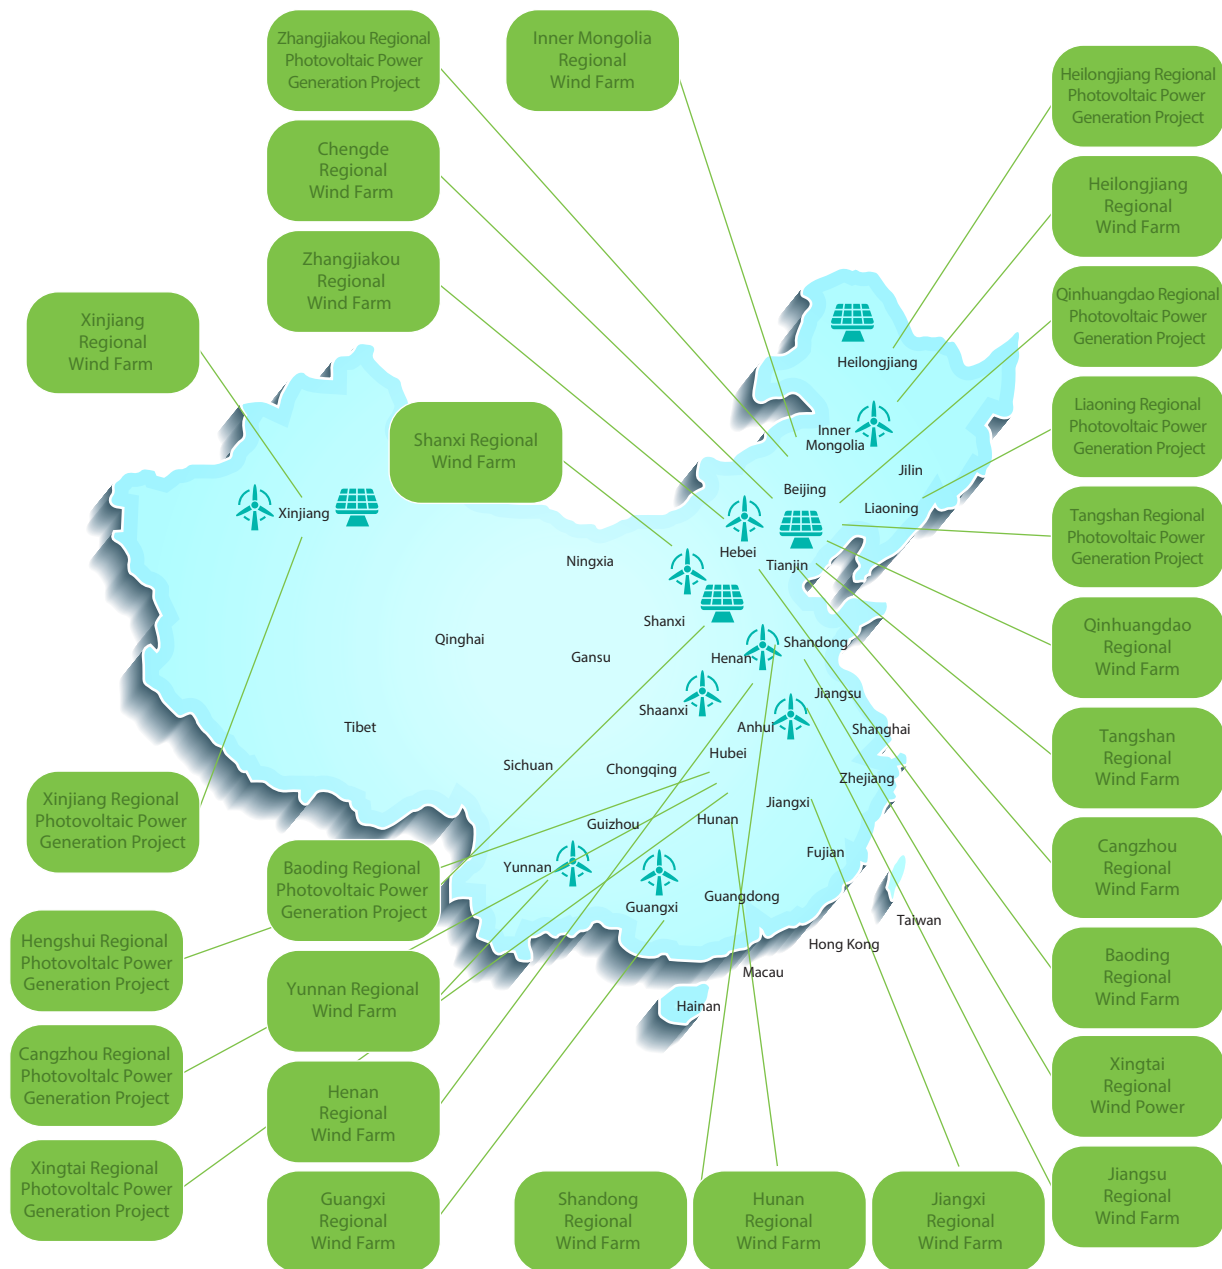 Zhangjiakou Regional
Photovoltaic Power
Generation Project
Inner Mongolia
Regional
Wind Farm
Heilongjiang Regional
Photovoltaic Power
Generation Project
Chengde
Regional
Wind Farm
Heilongjiang
Regional
Wind Farm
Zhangjiakou
Regional
Wind Farm
Qinhuangdao Regional
Photovoltaic Power
Generation Project
Xinjiang
Regional
Wind Farm
Liaoning Regional
Photovoltaic Power
Generation Project
Shanxi Regional
Wind Farm
Tangshan Regional
Photovoltaic Power
Generation Project
Qinhuangdao
Regional
Wind Farm
Tangshan
Regional
Wind Farm
Cangzhou
Regional
Wind Farm
Baoding
Regional
Wind Farm
Xingtai
Regional
Wind Power
Jiangsu
Regional
Wind Farm
Heilongjiang
Inner
Mongolia
Jilin
Beijing
Liaoning
Xinjiang
Hebei
Tianjin
Ningxia
Shanxi
Shandong
Qinghai
Gansu
Henan
Jiangsu
Shaanxi
Tibet
Anhui
Shanghai
Hubei
Sichuan
Chongqing
Zhejiang
Jiangxi
Hunan
Guizhou
Fujian
Yunnan
Guangdong
Guangxi
Taiwan
Hong Kong
Macau
Hainan
Xinjiang Regional
Photovoltaic Power
Generation Project
Baoding Regional
Photovoltaic Power
Generation Project
Hengshui Regional
Photovoltalc Power
Generation Project
Yunnan Regional
Wind Farm
Cangzhou Regional
Photovoltalc Power
Generation Project
Henan
Regional
Wind Farm
Xingtai Regional
Photovoltalc Power
Generation Project
Guangxi
Regional
Wind Farm
Shandong
Regional
Wind Farm
Hunan
Regional
Wind Farm
Jiangxi
Regional
Wind Farm